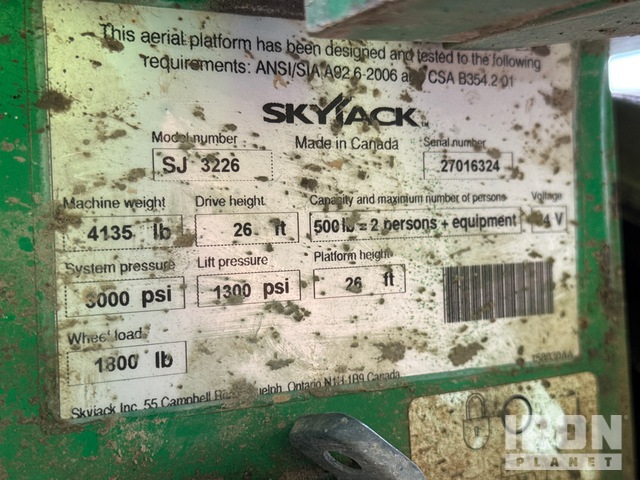 This aerial platform has been designed and tested to the following
requirements: ANSI/SIA A92.6-2006 CSA B354.2-01
SKYJACK
Model number Made in Canada Serial number
SJ 3226 27016324
Machine weight Drive height Capacity and maximum number of persons Voltage
4135 lb 26 ft 500 lb = 2 persons + equipment V
System pressure Lift pressure Platform height
3000 psi 1300 psi 26 ft
Wheel load
1800 lb
Skyjack Inc. 55 Campbell Guelph, Ontario N1H 1B9 Canada
IRON
PLANET